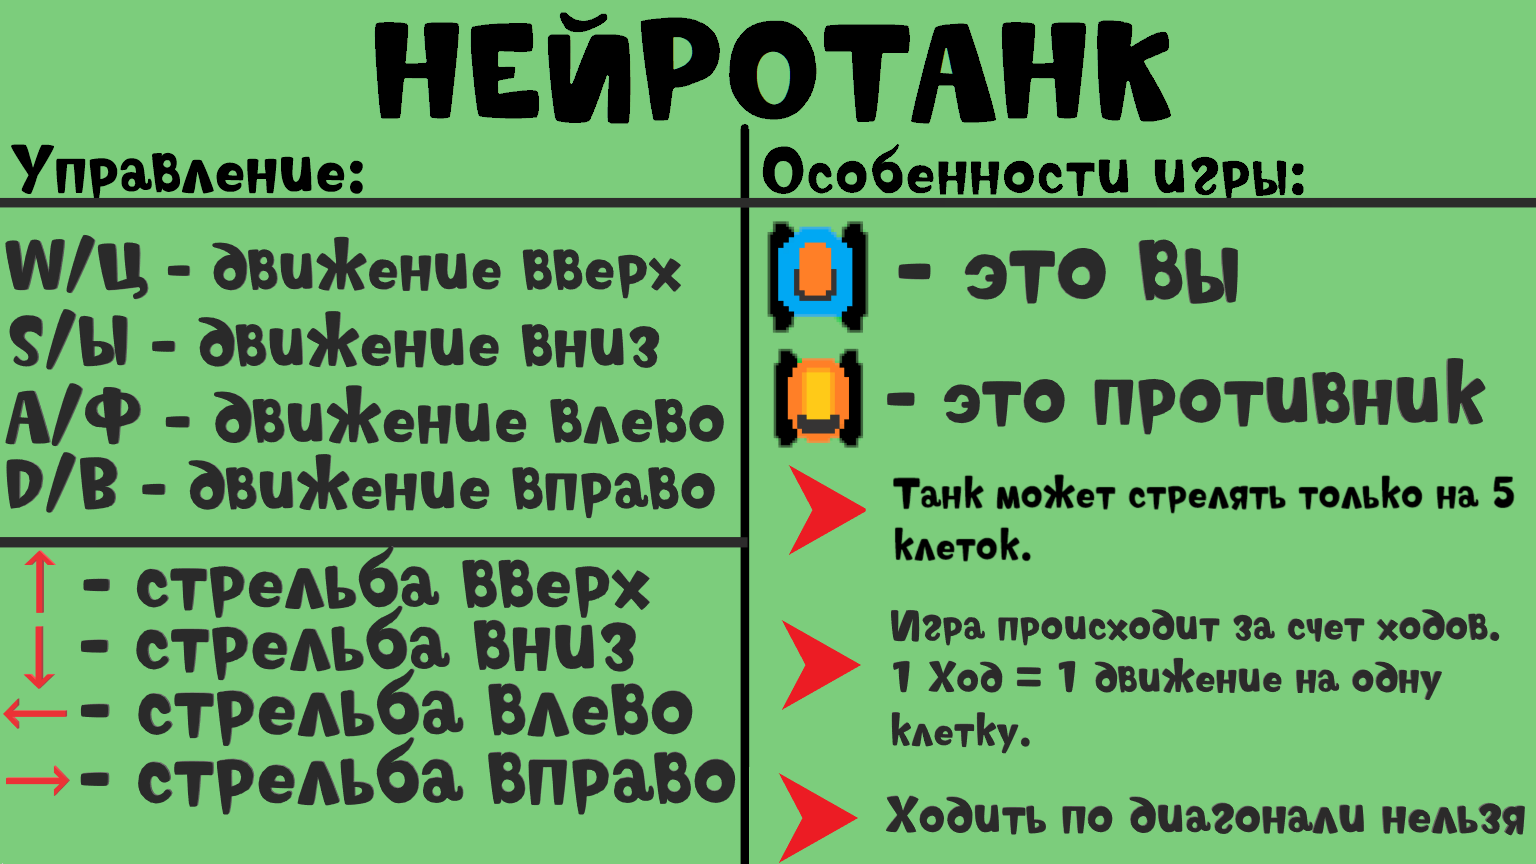 НЕЙРОТАНК
Управление:
W/Ц - движение вверх
S/Ы - движение вниз
A/Ф - движение влево
D/В - движение вправо
↑ - стрельба вверх
↓ - стрельба вниз
← - стрельба влево
→ - стрельба вправо
Особенности игры:
- это вы
- это противник
Танк может стрелять только на 5
клеток.
Игра происходит за счет ходов.
1 Ход = 1 движение на одну
клетку.
Ходить по диагонали нельзя